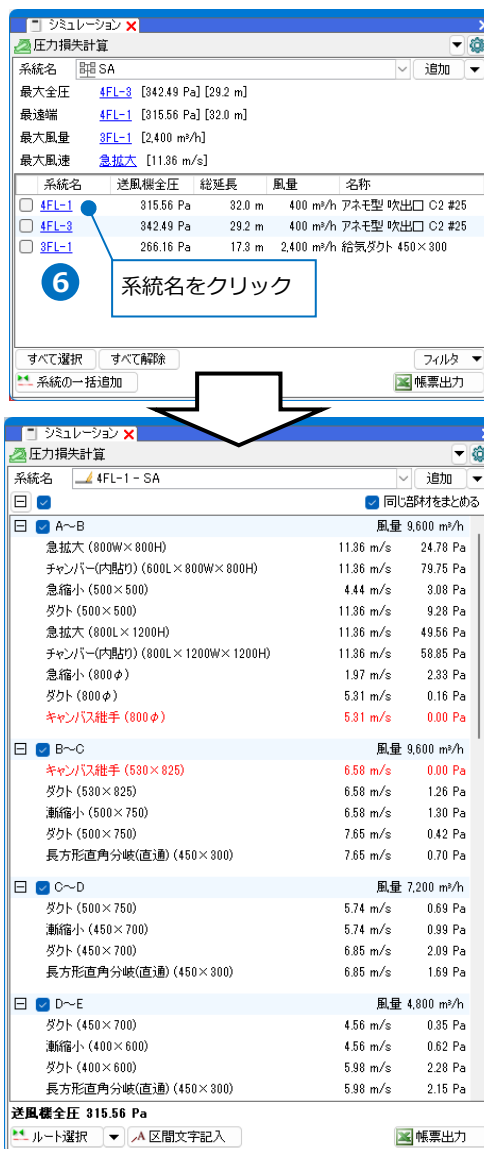 シミュレーション
圧力損失計算
系統名 SA 追加
最大全圧 4FL-3 [342.49 Pa] [29.2 m]
最遠端 4FL-1 [315.56 Pa] [32.0 m]
最大風量 3FL-1 [2,400 m³/h]
最大風速 急拡大 [11.36 m/s]
系統名 送風機全圧 総延長 風量 名称
4FL-1 315.56 Pa 32.0 m 400 m³/h アネモ型 吹出口 C2 #25
4FL-3 342.49 Pa 29.2 m 400 m³/h アネモ型 吹出口 C2 #25
3FL-1 266.16 Pa 17.3 m 2,400 m³/h 給気ダクト 450×300
6 系統名をクリック
すべて選択 すべて解除 フィルタ
系統の一括追加 帳票出力
シミュレーション
圧力損失計算
系統名 4FL-1 - SA 追加
同じ部材をまとめる
A～B 風量 9,600 m³/h
急拡大 (800W×800H) 11.36 m/s 24.78 Pa
チャンバー(内貼り) (600L×800W×800H) 11.36 m/s 79.75 Pa
急縮小 (500×500) 4.44 m/s 3.08 Pa
ダクト (500×500) 11.36 m/s 9.28 Pa
急拡大 (800L×1200H) 11.36 m/s 49.56 Pa
チャンバー(内貼り) (800L×1200W×1200H) 11.36 m/s 58.85 Pa
急縮小 (800φ) 1.97 m/s 2.33 Pa
ダクト (800φ) 5.31 m/s 0.16 Pa
キャンバス継手 (800φ) 5.31 m/s 0.00 Pa
B～C 風量 9,600 m³/h
キャンバス継手 (530×825) 6.58 m/s 0.00 Pa
ダクト (530×825) 6.58 m/s 1.26 Pa
漸縮小 (500×750) 6.58 m/s 1.30 Pa
ダクト (500×750) 7.65 m/s 0.42 Pa
長方形直角分岐(直通) (450×300) 7.65 m/s 0.70 Pa
C～D 風量 7,200 m³/h
ダクト (500×750) 5.74 m/s 0.69 Pa
漸縮小 (450×700) 5.74 m/s 0.99 Pa
ダクト (450×700) 6.85 m/s 2.09 Pa
長方形直角分岐(直通) (450×300) 6.85 m/s 1.69 Pa
D～E 風量 4,800 m³/h
ダクト (450×700) 4.56 m/s 0.35 Pa
漸縮小 (400×600) 4.56 m/s 0.62 Pa
ダクト (400×600) 5.98 m/s 2.28 Pa
長方形直角分岐(直通) (450×300) 5.98 m/s 2.15 Pa
送風機全圧 315.56 Pa
ルート選択 A 区間文字記入 帳票出力